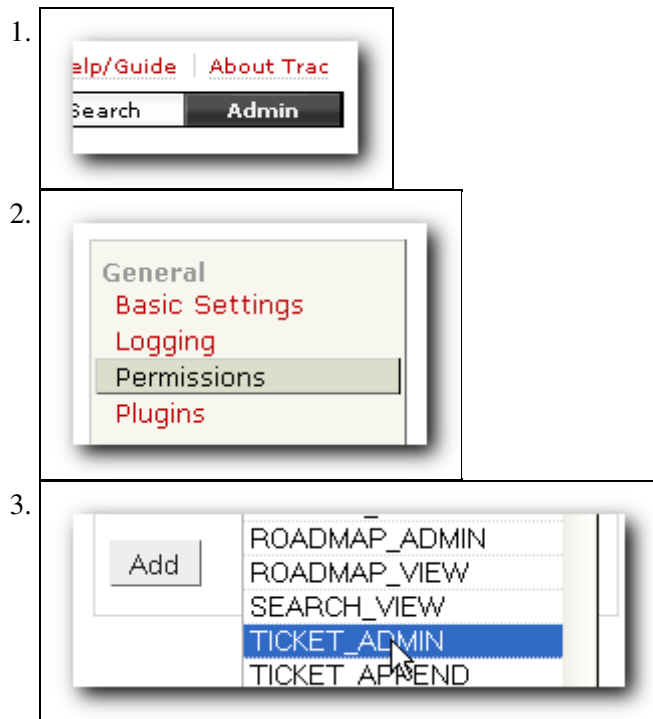 1.
elp/Guide About Trac
Search Admin
2.
General
Basic Settings
Logging
Permissions
Plugins
3.
ROADMAP_ADMIN
Add
ROADMAP_VIEW
SEARCH_VIEW
TICKET_ADMIN
TICKET_APPEND